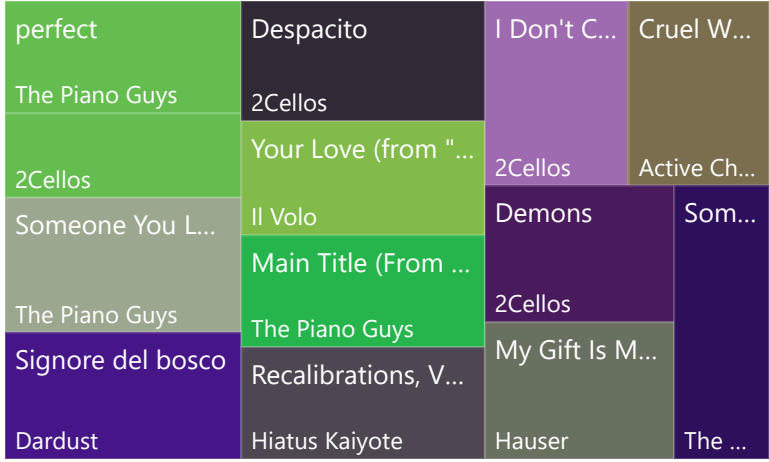 perfect
The Piano Guys
2Cellos
Someone You L...
The Piano Guys
Signore del bosco
Dardust
Despacito
2Cellos
Your Love (from "...
Il Volo
Main Title (From ...
The Piano Guys
Recalibrations, V...
Hiatus Kaiyote
I Don't C...
2Cellos
Cruel W...
Active Ch...
Demons
2Cellos
My Gift Is M...
Hauser
Som...
The ...